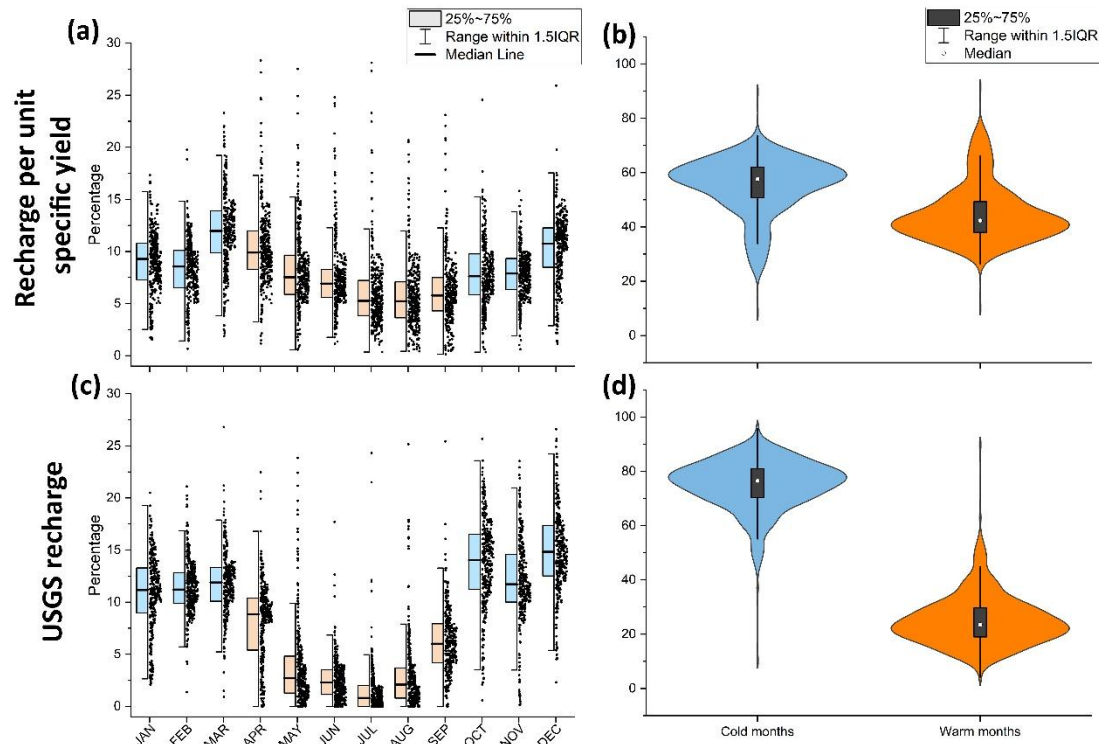 (a)
25%~75%
Range within 1.5IQR
Median Line
30
25
20
15
10
5
0
Percentage
Recharge per unit
specific yield
(b)
25%~75%
Range within 1.5IQR
Median
100
80
60
40
20
0
(c)
30
25
20
15
10
5
0
Percentage
USGS recharge
JAN
FEB
MAR
APR
MAY
JUN
JUL
AUG
SEP
OCT
NOV
DEC
(d)
100
80
60
40
20
0
Cold months
Warm months